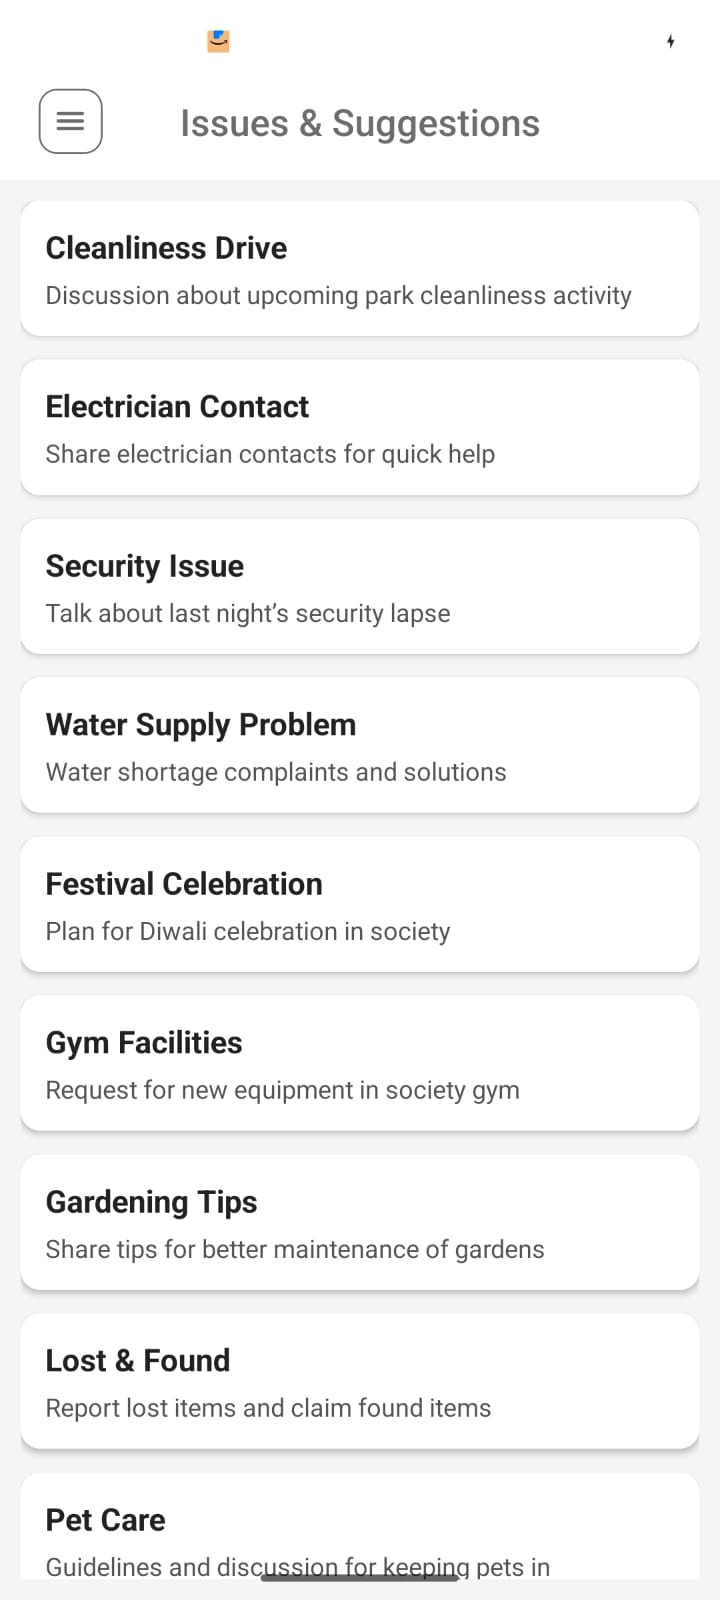 Issues & Suggestions
Cleanliness Drive
Discussion about upcoming park cleanliness activity
Electrician Contact
Share electrician contacts for quick help
Security Issue
Talk about last night’s security lapse
Water Supply Problem
Water shortage complaints and solutions
Festival Celebration
Plan for Diwali celebration in society
Gym Facilities
Request for new equipment in society gym
Gardening Tips
Share tips for better maintenance of gardens
Lost & Found
Report lost items and claim found items
Pet Care
Guidelines and discussion for keeping pets in